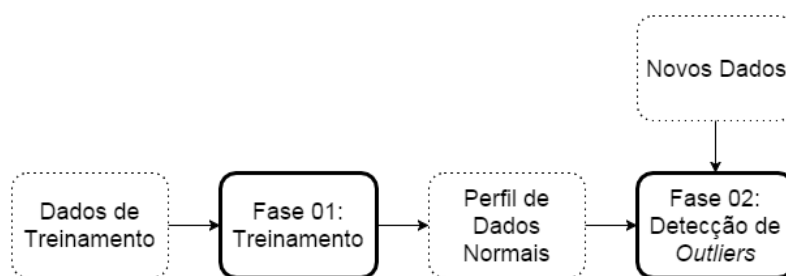 Novos Dados
Dados de
Treinamento
Fase 01:
Treinamento
Perfil de
Dados
Normais
Fase 02:
Detecção de
Outliers